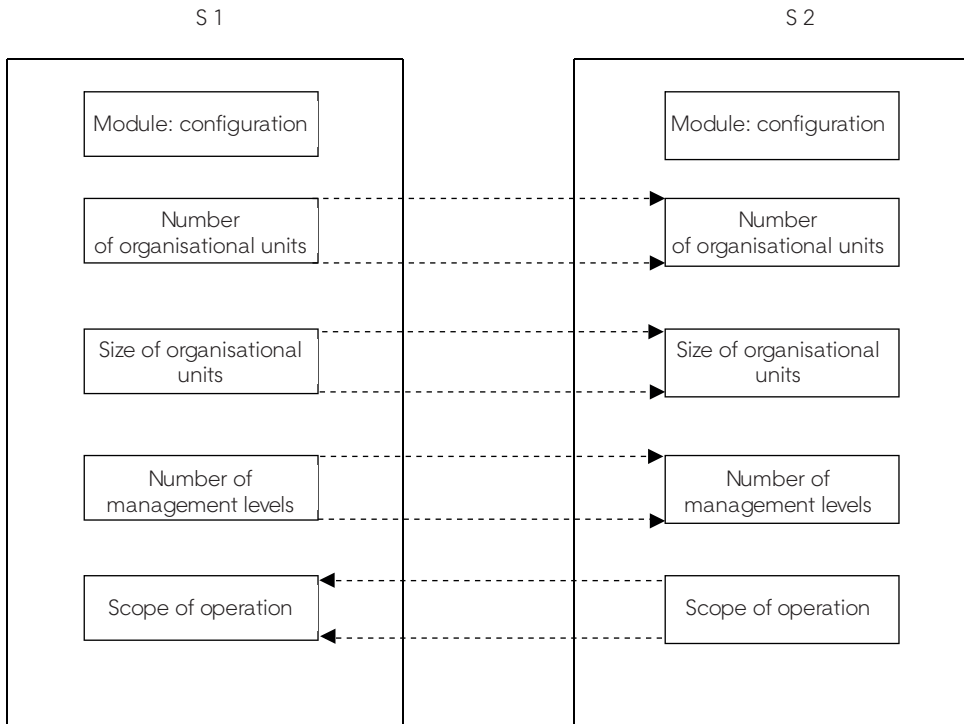 S 1
Module: configuration
Number
of organisational units
Size of organisational
units
Number of
management levels
Scope of operation
S 2
Module: configuration
Number
of organisational units
Size of organisational
units
Number of
management levels
Scope of operation